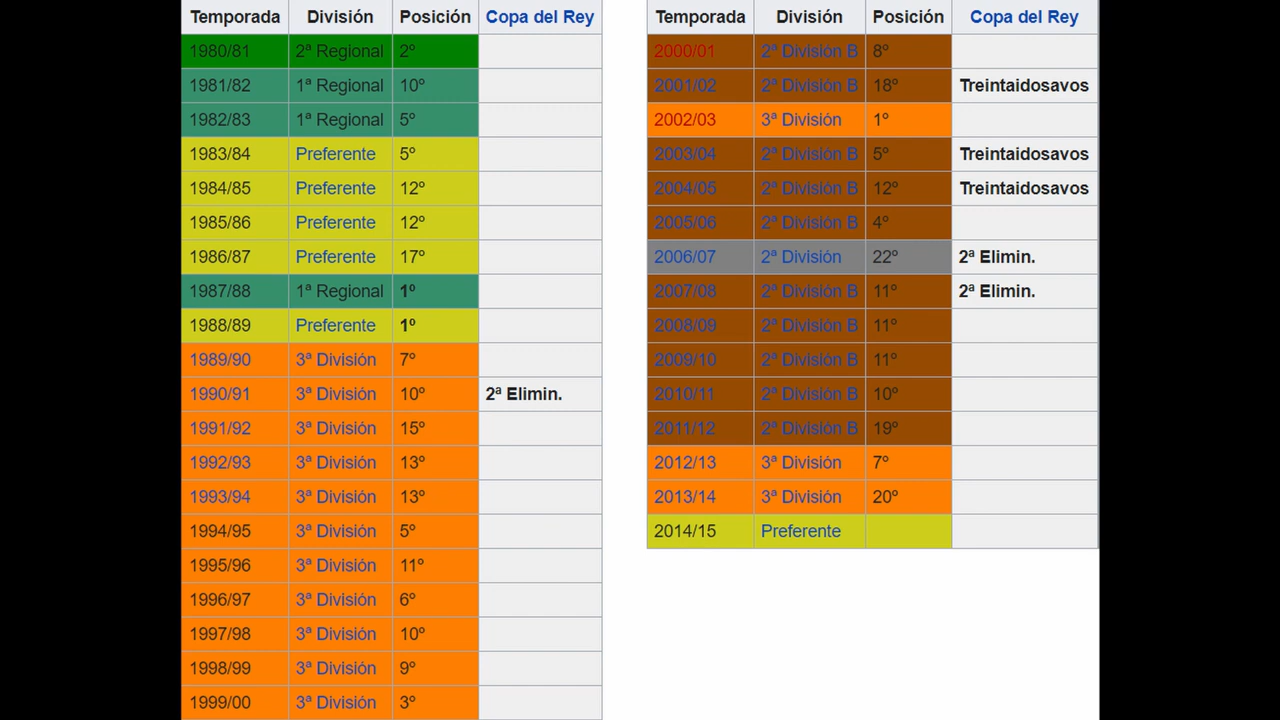 Temporada División Posición Copa del Rey
1980/81 2ª Regional 2º
1981/82 1ª Regional 10º
1982/83 1ª Regional 5º
1983/84 Preferente 5º
1984/85 Preferente 12º
1985/86 Preferente 12º
1986/87 Preferente 17º
1987/88 1ª Regional 1º
1988/89 Preferente 1º
1989/90 3ª División 7º
1990/91 3ª División 10º 2ª Elimin.
1991/92 3ª División 15º
1992/93 3ª División 13º
1993/94 3ª División 13º
1994/95 3ª División 5º
1995/96 3ª División 11º
1996/97 3ª División 6º
1997/98 3ª División 10º
1998/99 3ª División 9º
1999/00 3ª División 3º
Temporada División Posición Copa del Rey
2000/01 2ª División B 8º
2001/02 2ª División B 18º Treintaidosavos
2002/03 3ª División 1º
2003/04 2ª División B 5º Treintaidosavos
2004/05 2ª División B 12º Treintaidosavos
2005/06 2ª División B 4º
2006/07 2ª División 22º 2ª Elimin.
2007/08 2ª División B 11º 2ª Elimin.
2008/09 2ª División B 11º
2009/10 2ª División B 11º
2010/11 2ª División B 10º
2011/12 2ª División B 19º
2012/13 3ª División 7º
2013/14 3ª División 20º
2014/15 Preferente